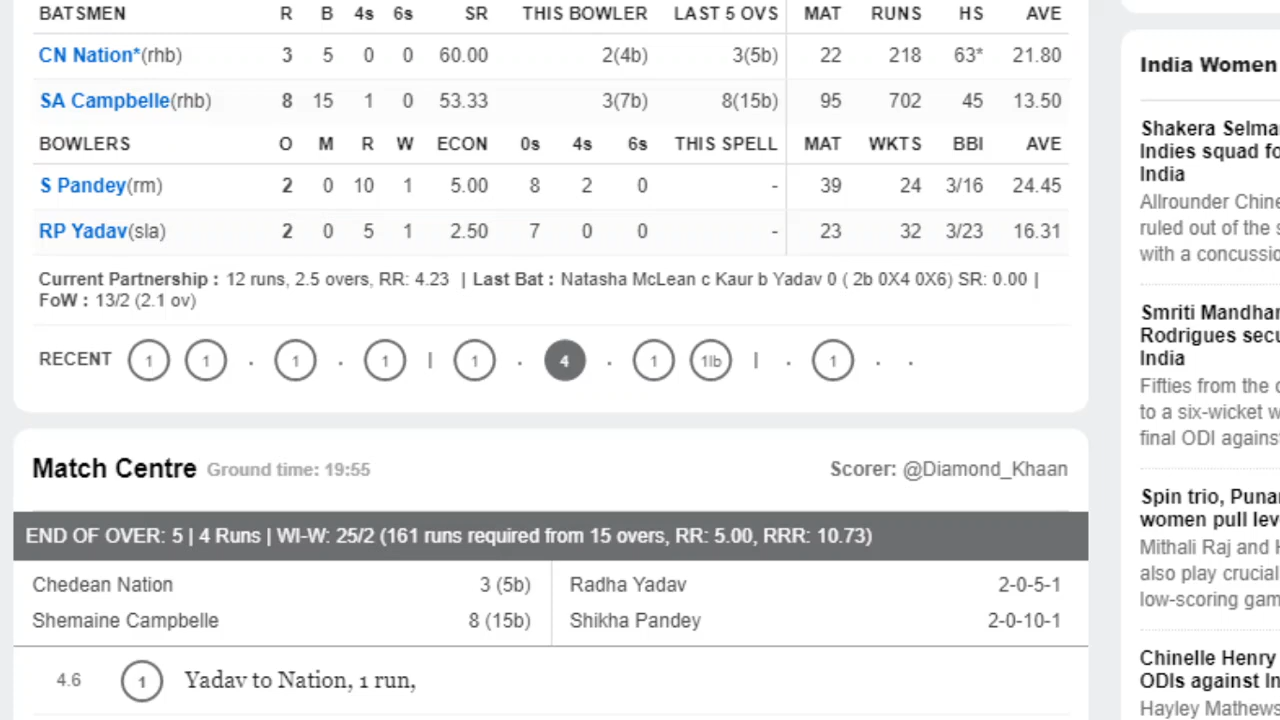 BATSMEN R B 4s 6s SR THIS BOWLER LAST 5 OVS MAT RUNS HS AVE
CN Nation*(rhb) 3 5 0 0 60.00 2(4b) 3(5b) 22 218 63* 21.80
SA Campbelle(rhb) 8 15 1 0 53.33 3(7b) 8(15b) 95 702 45 13.50
BOWLERS O M R W ECON 0s 4s 6s THIS SPELL MAT WKTS BBI AVE
S Pandey(rm) 2 0 10 1 5.00 8 2 0 - 39 24 3/16 24.45
RP Yadav(sla) 2 0 5 1 2.50 7 0 0 - 23 32 3/23 16.31
Current Partnership : 12 runs, 2.5 overs, RR: 4.23 | Last Bat : Natasha McLean c Kaur b Yadav 0 ( 2b 0X4 0X6) SR: 0.00 |
FoW : 13/2 (2.1 ov)
RECENT 1 1 . 1 . 1 | 1 . 4 . 1 1lb | . 1 . .
Match Centre Ground time: 19:55 Scorer: @Diamond_Khaan
END OF OVER: 5 | 4 Runs | WI-W: 25/2 (161 runs required from 15 overs, RR: 5.00, RRR: 10.73)
Chedean Nation 3 (5b) Radha Yadav 2-0-5-1
Shemaine Campbelle 8 (15b) Shikha Pandey 2-0-10-1
4.6 1 Yadav to Nation, 1 run,
India Women
Shakera Selma
Indies squad fo
India
Allrounder Chine
ruled out of the s
with a concussio
Smriti Mandha
Rodrigues secu
India
Fifties from the
to a six-wicket w
final ODI agains
Spin trio, Puna
women pull lev
Mithali Raj and H
also play crucial
low-scoring gam
Chinelle Henry
ODIs against In
Hayley Mathews